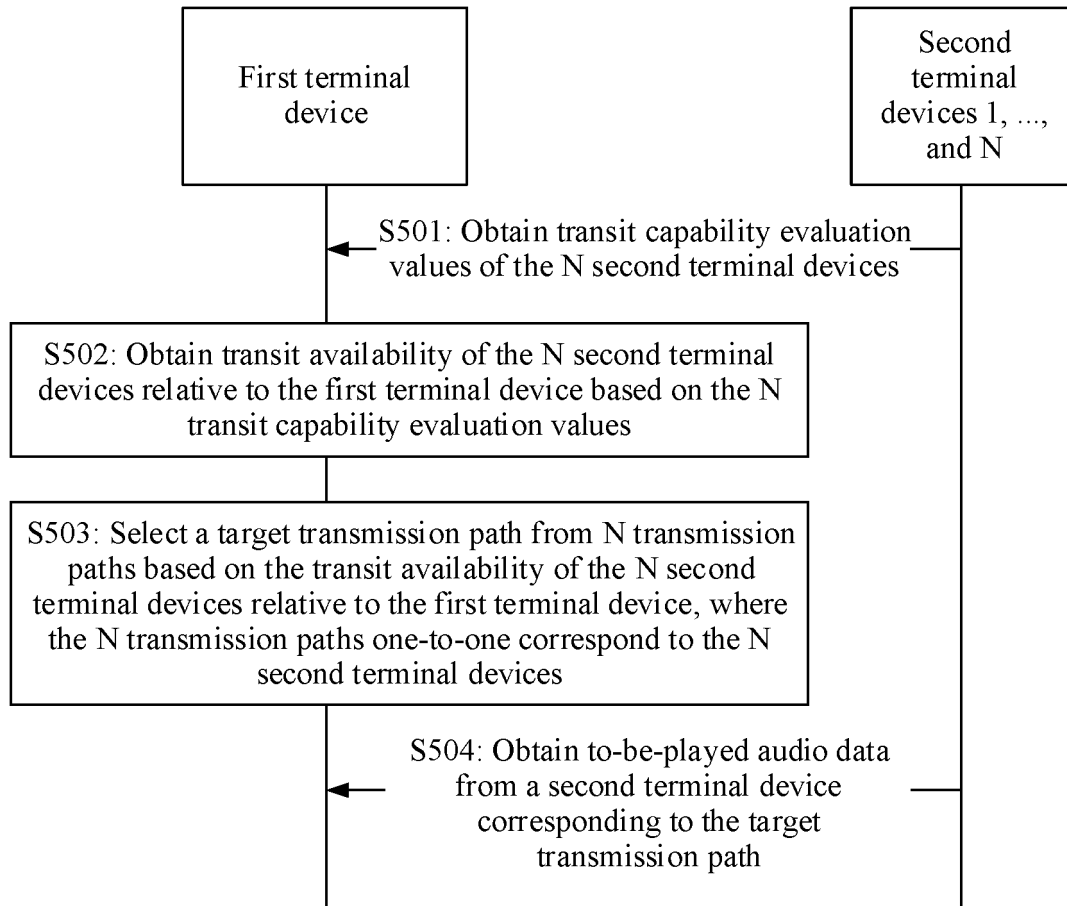 First terminal
device
Second
terminal
devices 1, ...,
and N
S501: Obtain transit capability evaluation
values of the N second terminal devices
S502: Obtain transit availability of the N second terminal
devices relative to the first terminal device based on the N
transit capability evaluation values
S503: Select a target transmission path from N transmission
paths based on the transit availability of the N second
terminal devices relative to the first terminal device, where
the N transmission paths one-to-one correspond to the N
second terminal devices
S504: Obtain to-be-played audio data
from a second terminal device
corresponding to the target
transmission path